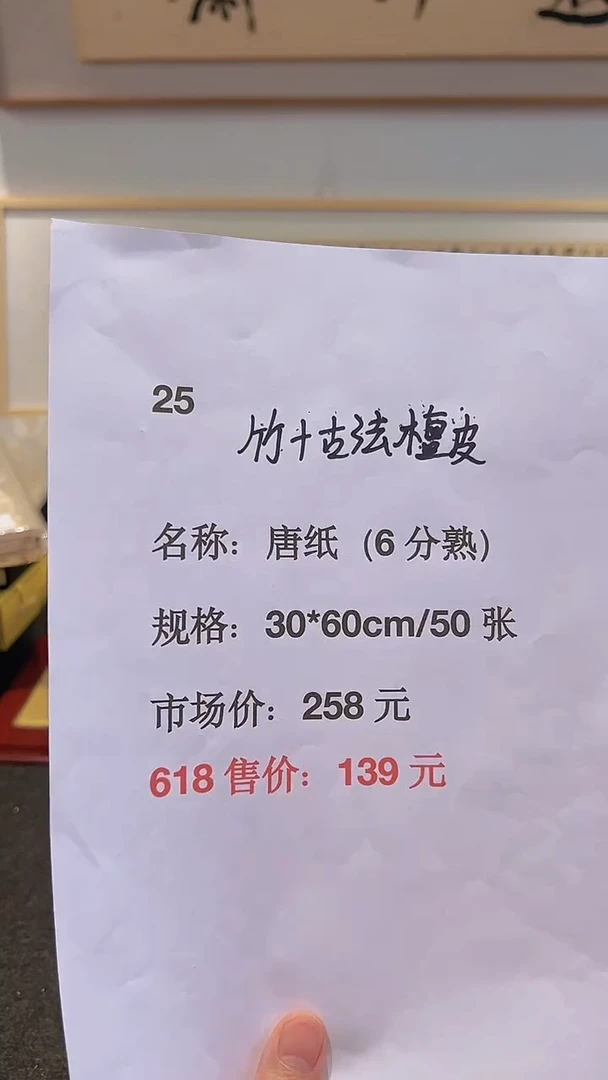 25
竹+古法檀皮
名称：唐纸（6分熟）
规格：30*60cm/50张
市场价：258元
618售价：139元